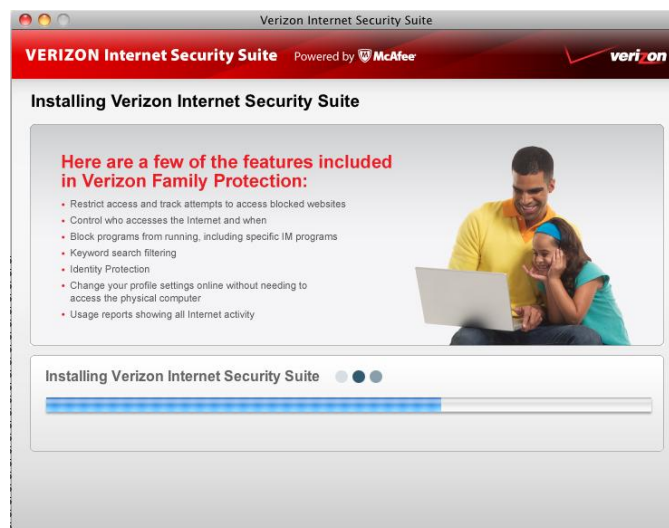 Verizon Internet Security Suite
VERIZON Internet Security Suite Powered by McAfee verizon
Installing Verizon Internet Security Suite
Here are a few of the features included
in Verizon Family Protection:
• Restrict access and track attempts to access blocked websites
• Control who accesses the Internet and when
• Block programs from running, including specific IM programs
• Keyword search filtering
• Identity Protection
• Change your profile settings online without needing to
access the physical computer
• Usage reports showing all Internet activity
Installing Verizon Internet Security Suite